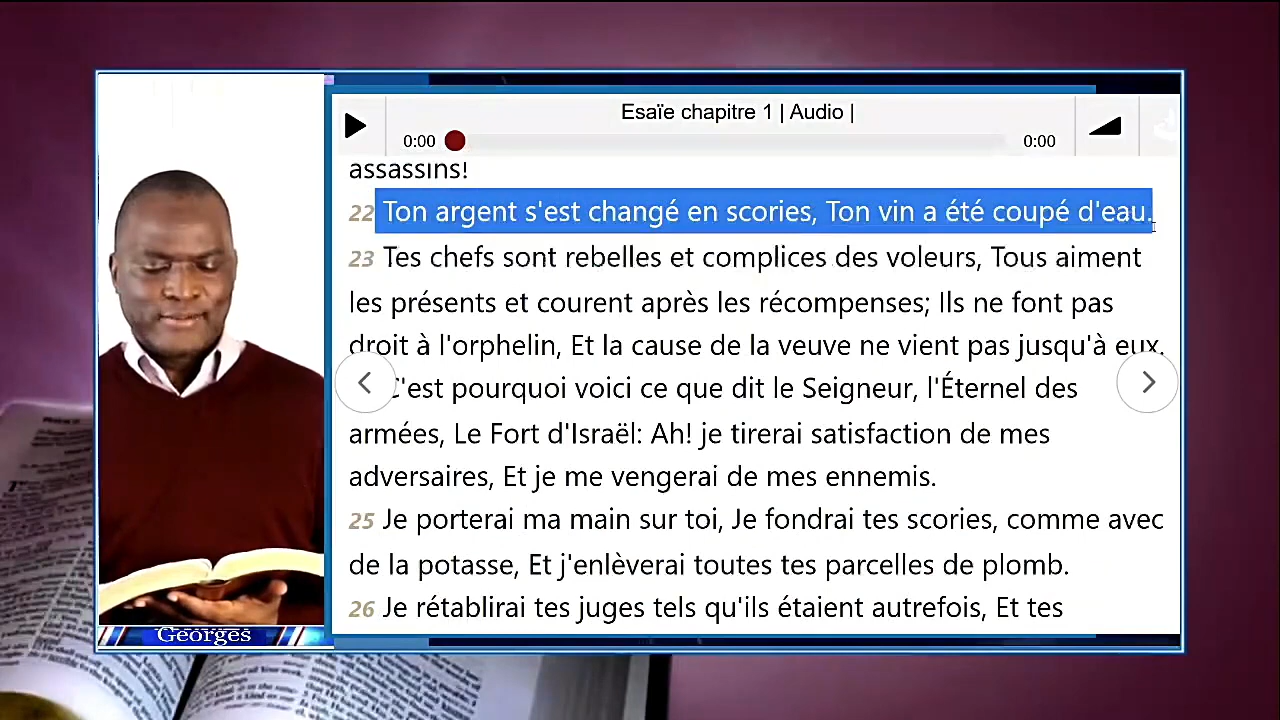 Esaïe chapitre 1 | Audio |
0:00
0:00
assassins!
22 Ton argent s'est changé en scories, Ton vin a été coupé d'eau.
23 Tes chefs sont rebelles et complices des voleurs, Tous aiment
les présents et courent après les récompenses; Ils ne font pas
droit à l'orphelin, Et la cause de la veuve ne vient pas jusqu'à eux.
C'est pourquoi voici ce que dit le Seigneur, l'Éternel des
armées, Le Fort d'Israël: Ah! je tirerai satisfaction de mes
adversaires, Et je me vengerai de mes ennemis.
25 Je porterai ma main sur toi, Je fondrai tes scories, comme avec
de la potasse, Et j'enlèverai toutes tes parcelles de plomb.
26 Je rétablirai tes juges tels qu'ils étaient autrefois, Et tes
Georges